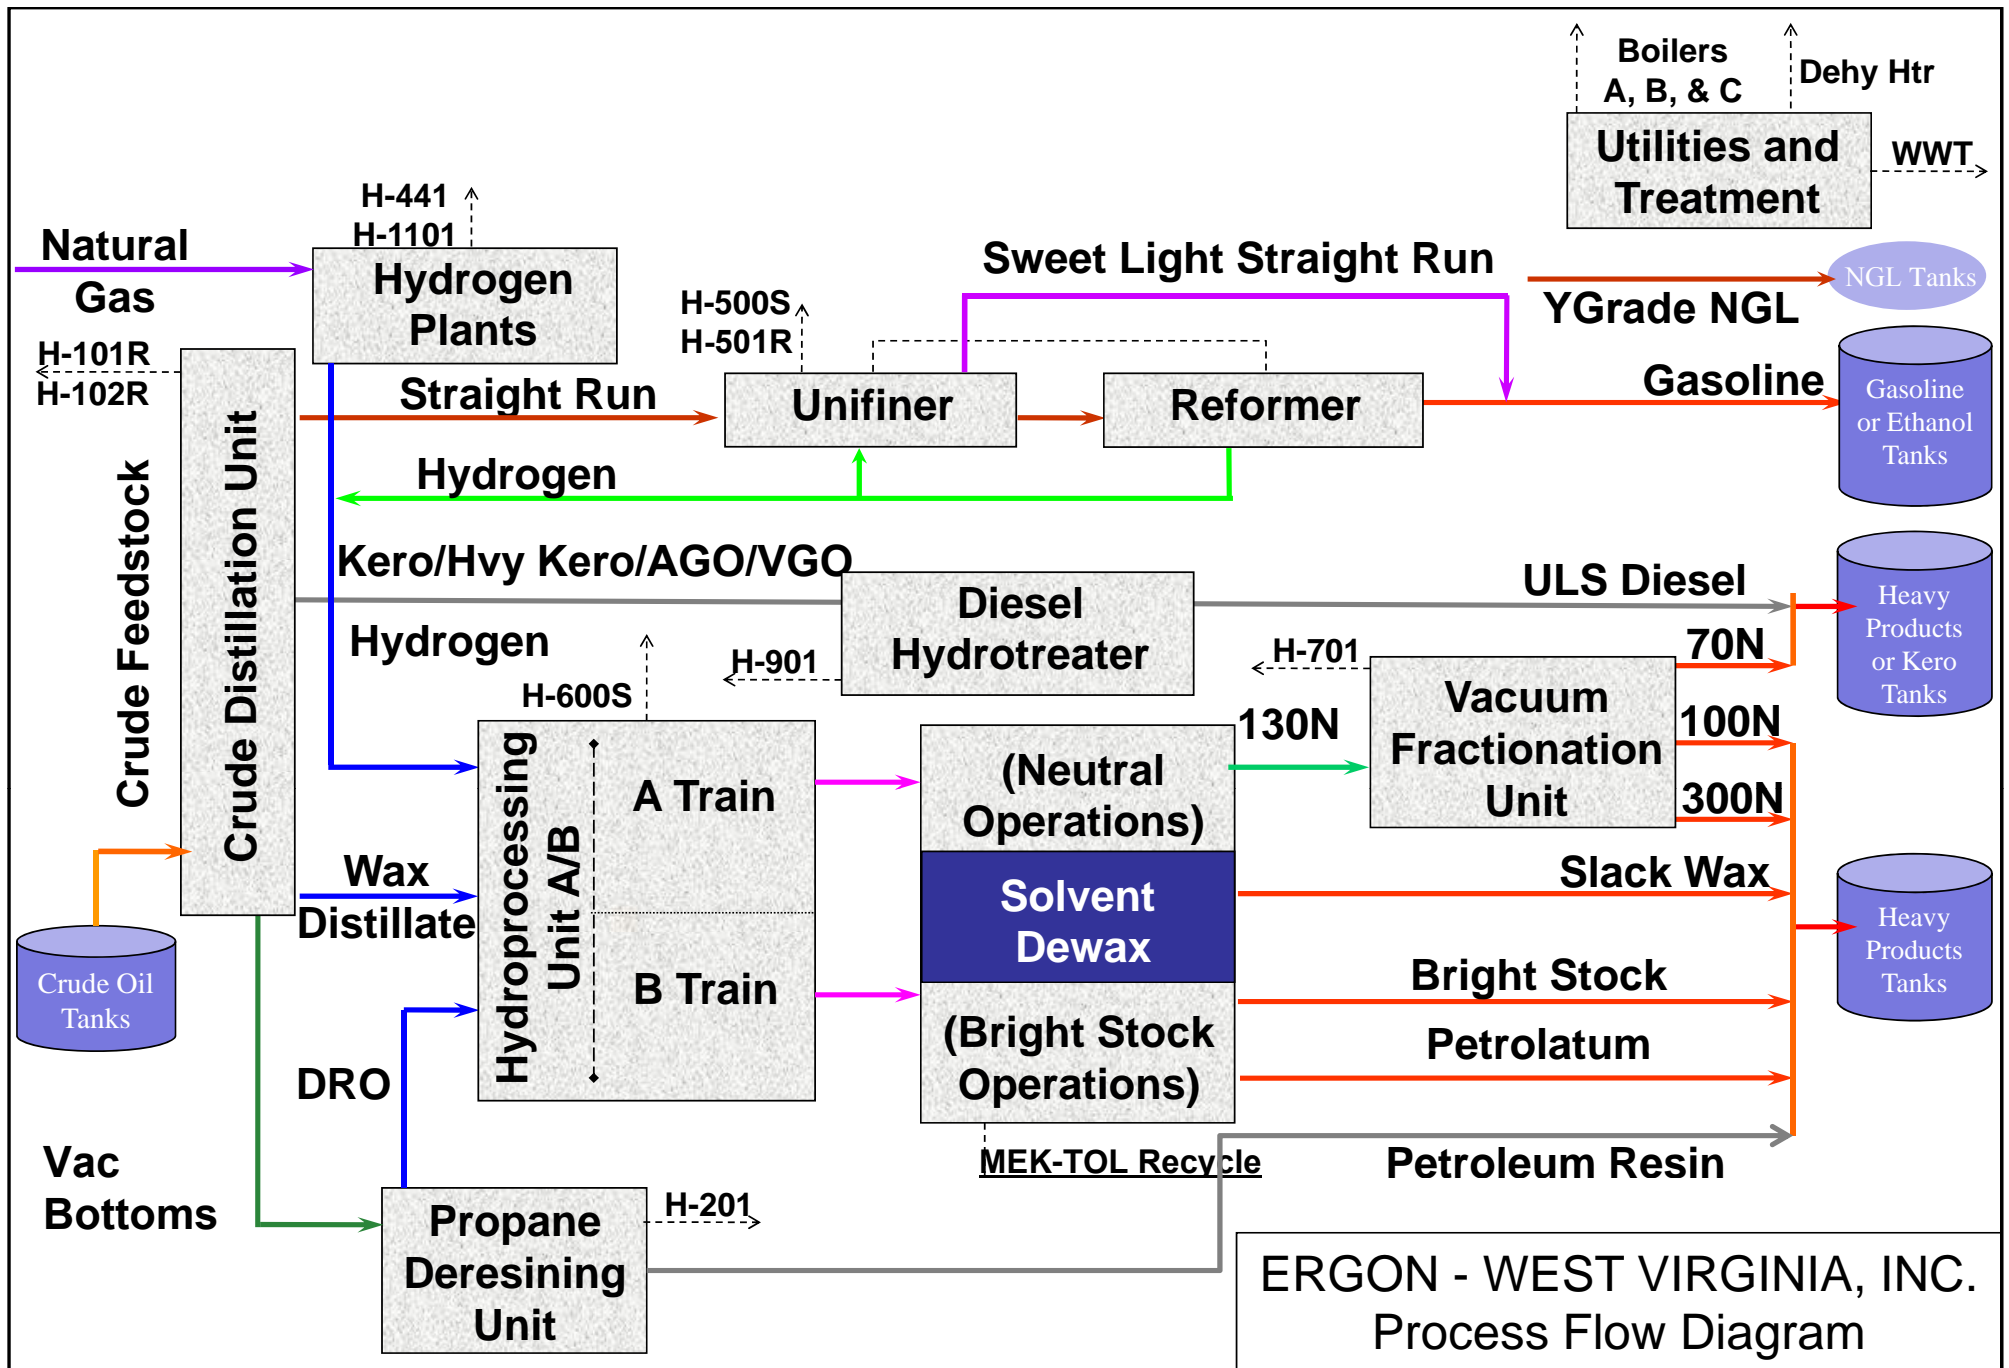 Boilers
A, B, & C
Dehy Htr
Utilities and
Treatment
WWT
H-441
H-1101
Natural
Gas
Hydrogen
Plants
Sweet Light Straight Run
YGrade NGL
NGL Tanks
H-500S
H-501R
H-101R
H-102R
Straight Run
Unifiner
Reformer
Gasoline
Gasoline
or Ethanol
Tanks
Hydrogen
Crude Feedstock
Crude Distillation Unit
Kero/Hvy Kero/AGO/VGO
Diesel
Hydrotreater
ULS Diesel
Heavy
Products
or Kero
Tanks
Hydrogen
H-600S
H-901
H-701
70N
100N
300N
130N
Vacuum
Fractionation
Unit
Hydroprocessing
Unit A/B
A Train
B Train
(Neutral
Operations)
Solvent
Dewax
(Bright Stock
Operations)
Wax
Distillate
Slack Wax
Bright Stock
Petrolatum
Heavy
Products
Tanks
Crude Oil
Tanks
DRO
MEK-TOL Recycle
Petroleum Resin
Vac
Bottoms
Propane
Deresining
Unit
H-201
ERGON - WEST VIRGINIA, INC.
Process Flow Diagram